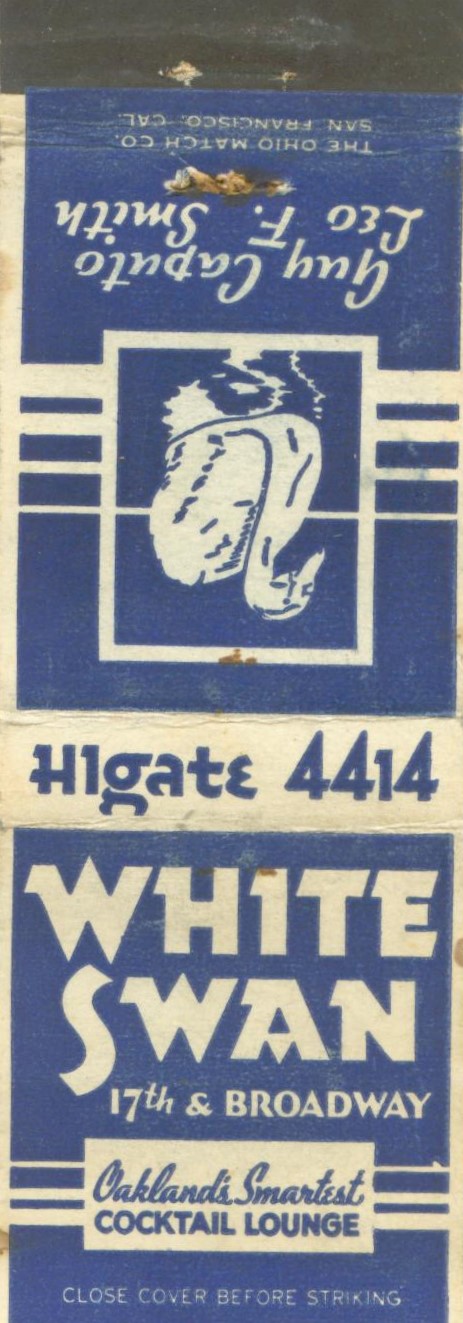 THE OHIO MATCH CO.
SAN FRANCISCO, CAL.
Guy Caputo
Leo F. Smith
HIgate 4414
WHITE
SWAN
17th & BROADWAY
Oakland's Smartest
COCKTAIL LOUNGE
CLOSE COVER BEFORE STRIKING